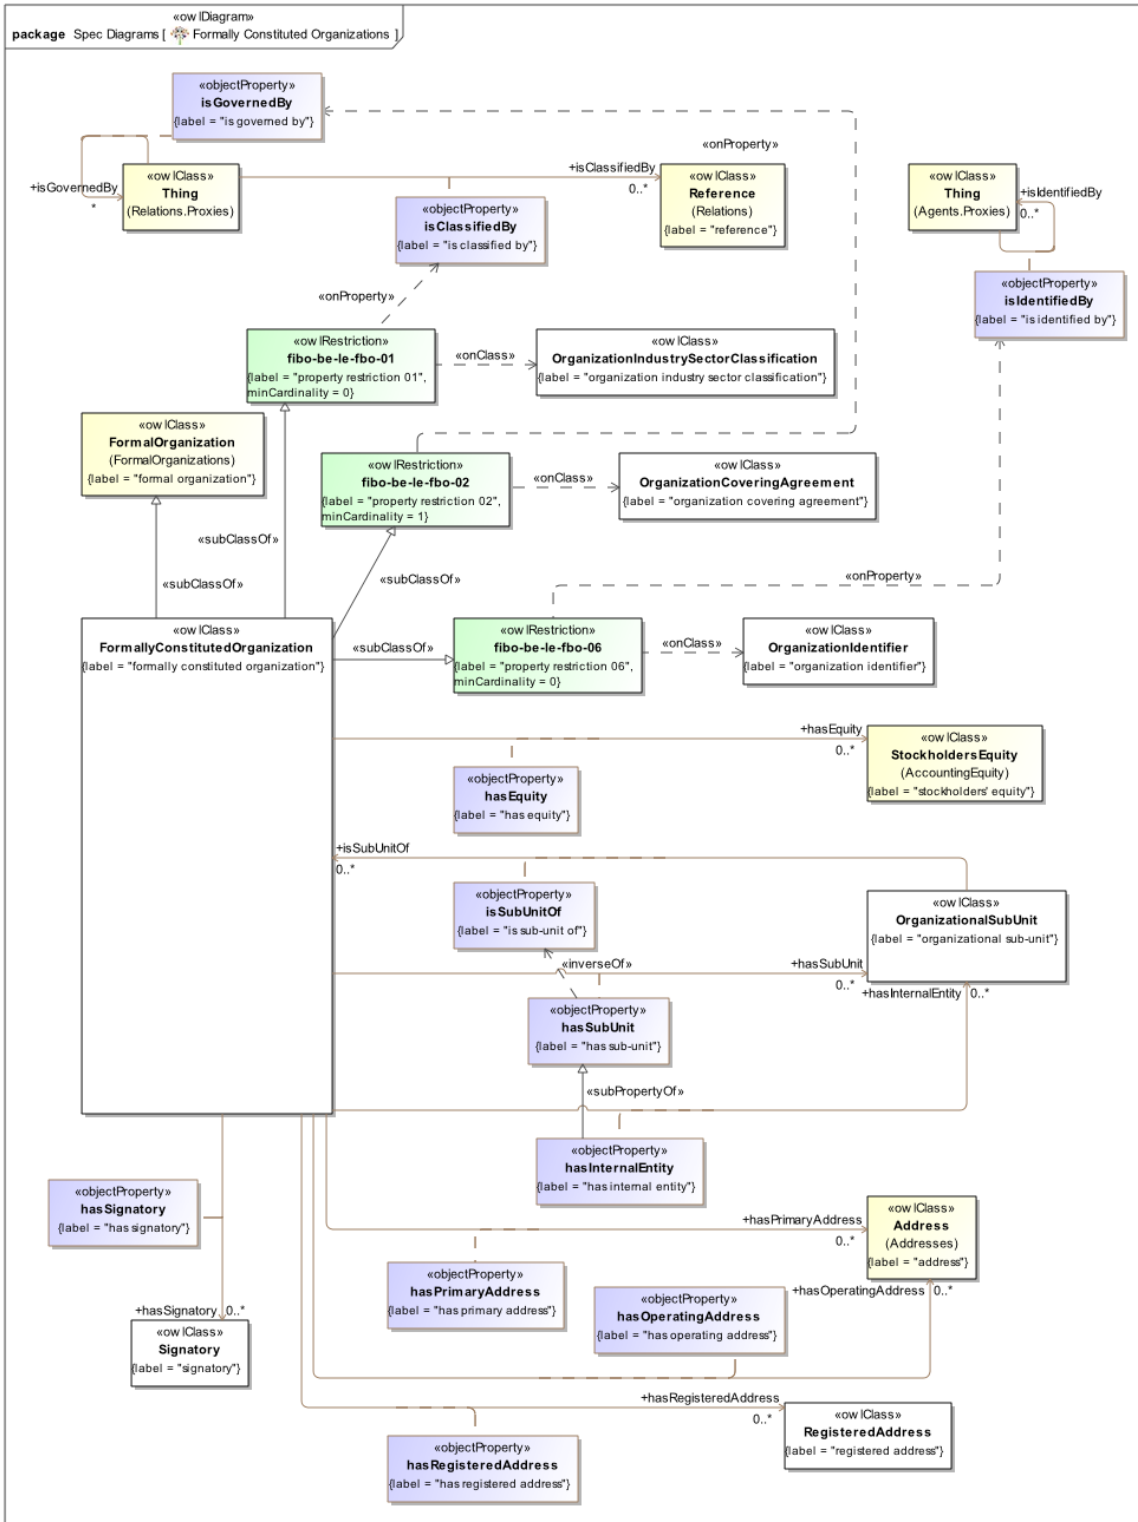 «owlDiagram»
package Spec Diagrams [ Formally Constituted Organizations ]
«objectProperty»
isGovernedBy
{label = "is governed by"}
«onProperty»
+isGovernedBy
*
«owlClass»
Thing
(Relations.Proxies)
+isClassifiedBy
0..*
«owlClass»
Reference
(Relations)
{label = "reference"}
«owlClass»
Thing
(Agents.Proxies)
+isIdentifiedBy
0..*
«objectProperty»
isClassifiedBy
{label = "is classified by"}
«objectProperty»
isIdentifiedBy
{label = "is identified by"}
«onProperty»
«owlRestriction»
fibo-be-le-fbo-01
{label = "property restriction 01",
minCardinality = 0}
«onClass»
«owlClass»
OrganizationIndustrySectorClassification
{label = "organization industry sector classification"}
«owlClass»
FormalOrganization
(FormalOrganizations)
{label = "formal organization"}
«owlRestriction»
fibo-be-le-fbo-02
{label = "property restriction 02",
minCardinality = 1}
«onClass»
«owlClass»
OrganizationCoveringAgreement
{label = "organization covering agreement"}
«subClassOf»
«subClassOf»
«subClassOf»
«onProperty»
«owlClass»
FormallyConstitutedOrganization
{label = "formally constituted organization"}
«subClassOf»
«owlRestriction»
fibo-be-le-fbo-06
{label = "property restriction 06",
minCardinality = 0}
«onClass»
«owlClass»
OrganizationIdentifier
{label = "organization identifier"}
+hasEquity
0..*
«owlClass»
StockholdersEquity
(AccountingEquity)
{label = "stockholders' equity"}
«objectProperty»
hasEquity
{label = "has equity"}
+isSubUnitOf
0..*
«objectProperty»
isSubUnitOf
{label = "is sub-unit of"}
«owlClass»
OrganizationalSubUnit
{label = "organizational sub-unit"}
«inverseOf»
+hasSubUnit
0..*
+hasInternalEntity
0..*
«objectProperty»
hasSubUnit
{label = "has sub-unit"}
«subPropertyOf»
«objectProperty»
hasInternalEntity
{label = "has internal entity"}
«objectProperty»
hasSignatory
{label = "has signatory"}
+hasPrimaryAddress
0..*
«owlClass»
Address
(Addresses)
{label = "address"}
«objectProperty»
hasPrimaryAddress
{label = "has primary address"}
+hasOperatingAddress
0..*
«objectProperty»
hasOperatingAddress
{label = "has operating address"}
+hasSignatory
0..*
«owlClass»
Signatory
{label = "signatory"}
+hasRegisteredAddress
0..*
«owlClass»
RegisteredAddress
{label = "registered address"}
«objectProperty»
hasRegisteredAddress
{label = "has registered address"}